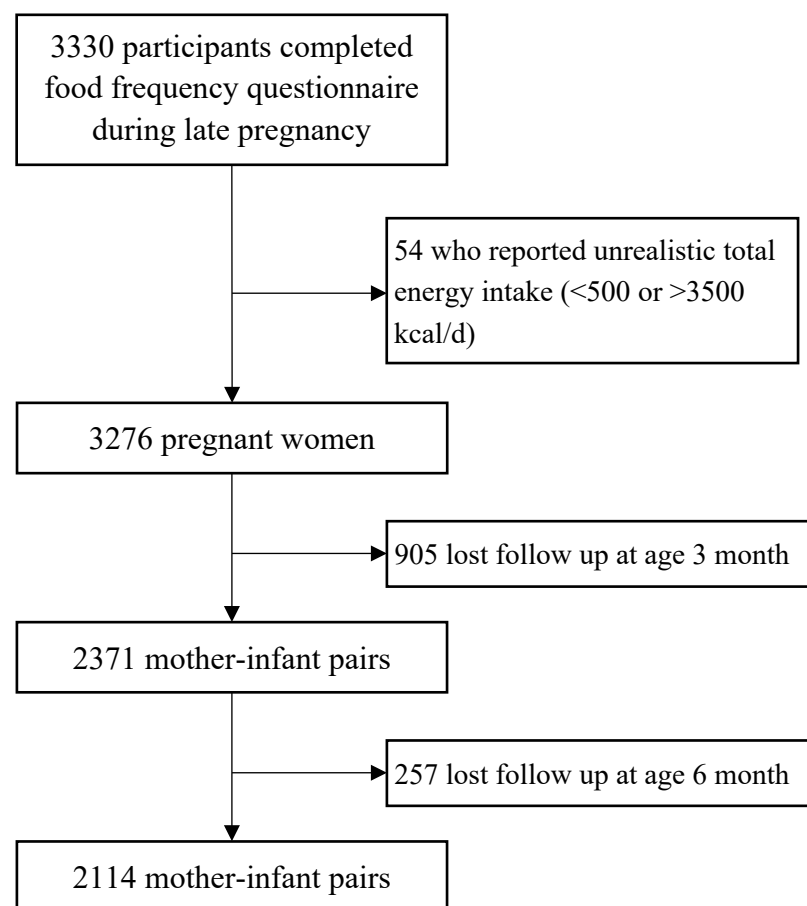 3330 participants completed
food frequency questionnaire
during late pregnancy
54 who reported unrealistic total
energy intake (<500 or >3500
kcal/d)
3276 pregnant women
905 lost follow up at age 3 month
2371 mother-infant pairs
257 lost follow up at age 6 month
2114 mother-infant pairs